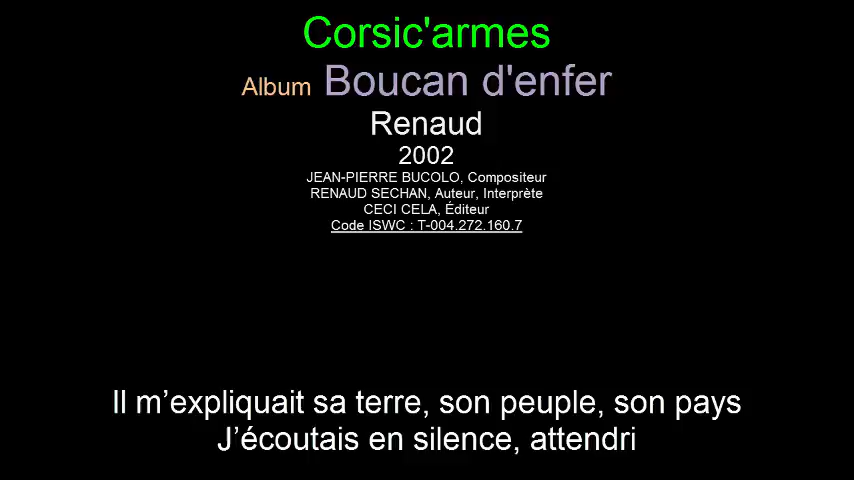 Corsic'armes
Album Boucan d'enfer
Renaud
2002
JEAN-PIERRE BUCOLO, Compositeur
RENAUD SECHAN, Auteur, Interprète
CECI CELA, Éditeur
Code ISWC : T-004.272.160.7
Il m’expliquait sa terre, son peuple, son pays
J’écoutais en silence, attendri